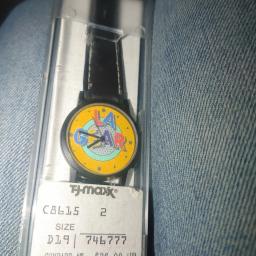 LA
GEAR
T·J·maxx
C8615 2
SIZE
D19 746777